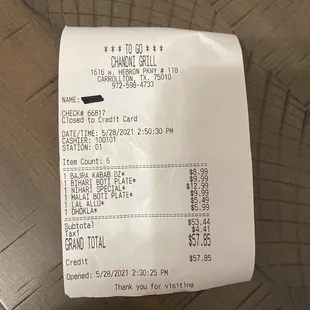 *** TO GO ***
CHANDNI GRILL
1616 W. HEBRON PKWY # 118
CARROLLTON, TX, 75010
972-598-4733
NAME:
CHECK# 66817
Closed to Credit Card
DATE/TIME: 5/28/2021 2:50:30 PM
CASHIER: 100101
STATION: 01
Item Count: 6
1 BAJRA KABAB DZ* $8.99
1 BIHARI BOTI PLATE* $9.99
1 NIHARI SPECIAL* $12.99
1 MALAI BOTI PLATE* $9.99
1 LAL ALLU* $5.49
1 DHOKLA* $5.99
Subtotal $53.44
Tax1 $4.41
GRAND TOTAL $57.85
Credit $57.85
Opened: 5/28/2021 2:30:25 PM
Thank you for visiting